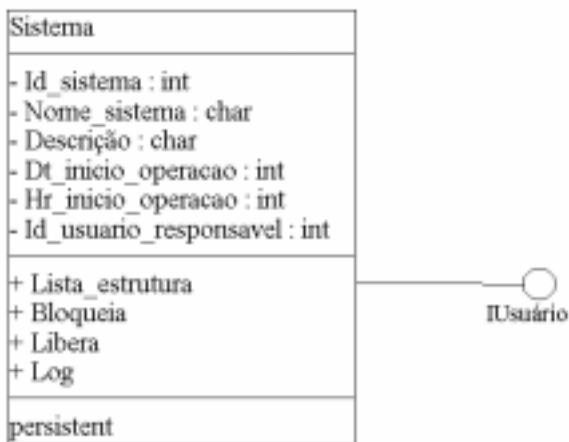 Sistema
- Id_sistema : int
- Nome_sistema : char
- Descrição : char
- Dt_inicio_operacao : int
- Hr_inicio_operacao : int
- Id_usuario_responsavel : int
+ Lista_estrutura
+ Bloqueia
+ Libera
+ Log
IUsuário
persistent